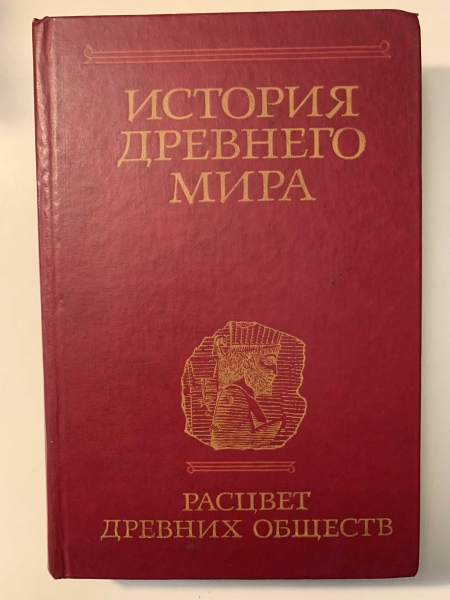 ИСТОРИЯ
ДРЕВНЕГО
МИРА
РАСЦВЕТ
ДРЕВНИХ ОБЩЕСТВ